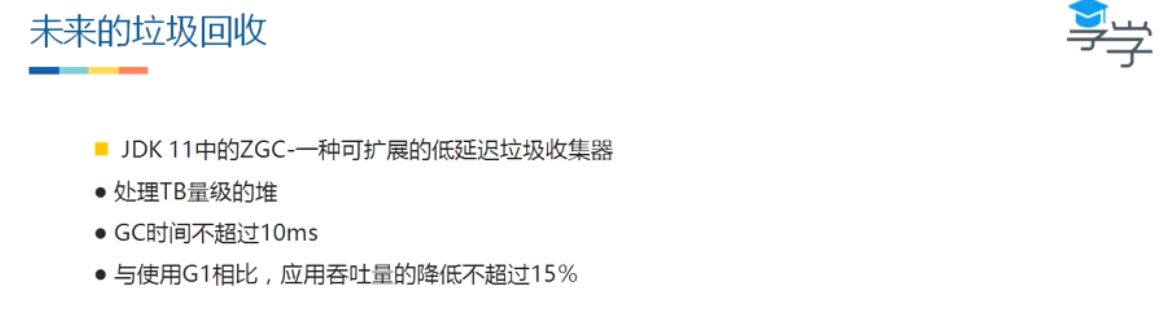 未来的垃圾回收
享学
JDK 11中的ZGC-一种可扩展的低延迟垃圾收集器
处理TB量级的堆
GC时间不超过10ms
与使用G1相比，应用吞吐量的降低不超过15%